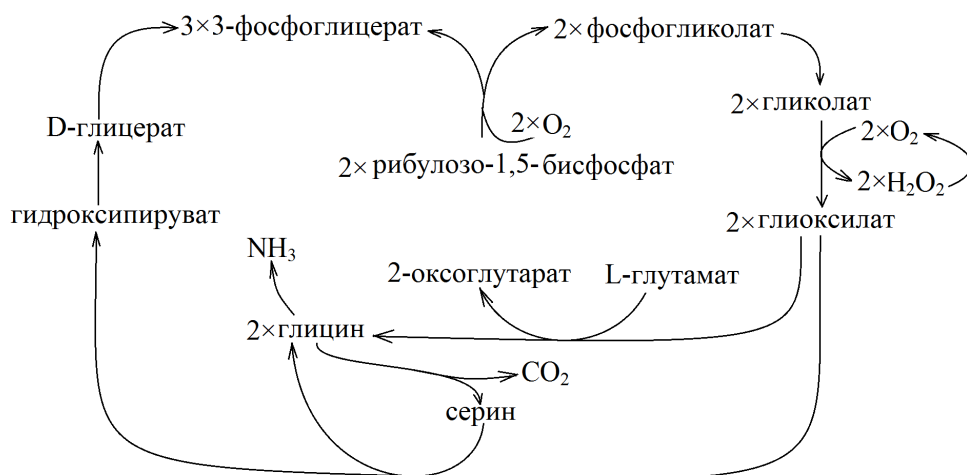 3×3-фосфоглицерат
2× фосфогликолат
2× гликолат
D-глицерат
2×O₂
2×O₂
2× рибулозо-1,5-бисфосфат
2×H₂O₂
гидроксипируват
2× глиоксилат
NH₃
2-оксоглутарат
L-глутамат
2× глицин
CO₂
серин